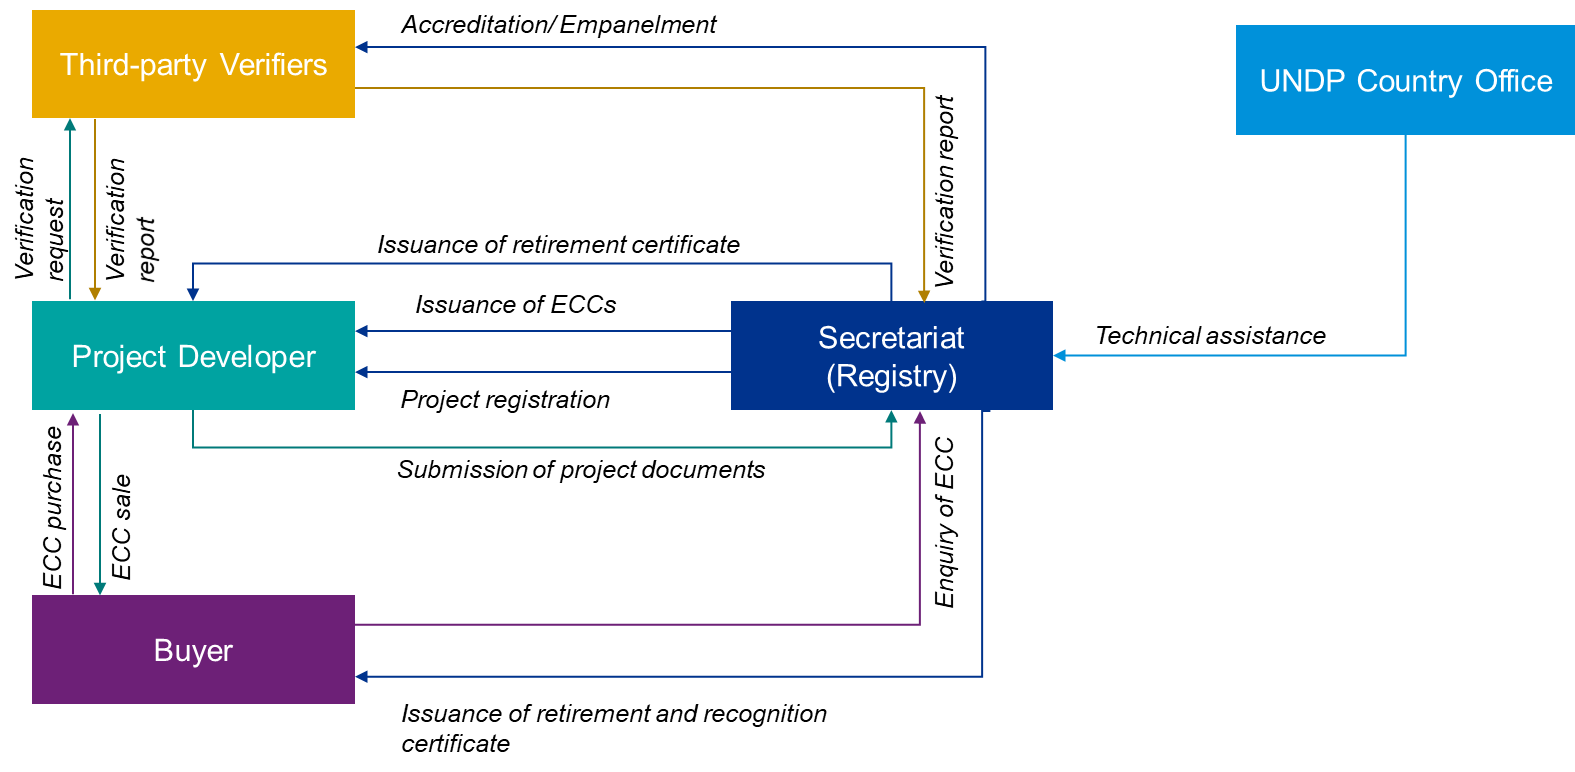 Accreditation/ Empanelment
Third-party Verifiers
UNDP Country Office
Verification
request
Verification
report
Verification report
Issuance of retirement certificate
Issuance of ECCs
Project Developer
Secretariat
(Registry)
Technical assistance
Project registration
Submission of project documents
ECC purchase
ECC sale
Enquiry of ECC
Buyer
Issuance of retirement and recognition
certificate